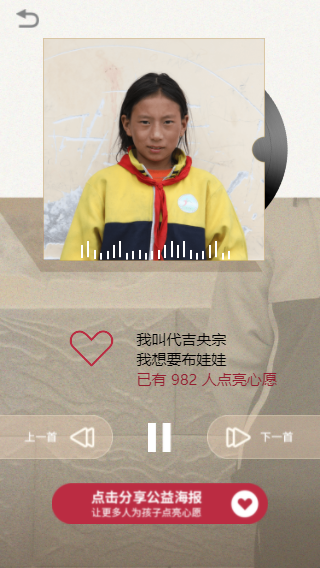 我叫代吉央宗
我想要布娃娃
已有 982 人点亮心愿
上一首
下一首
点击分享公益海报
让更多人为孩子点亮心愿